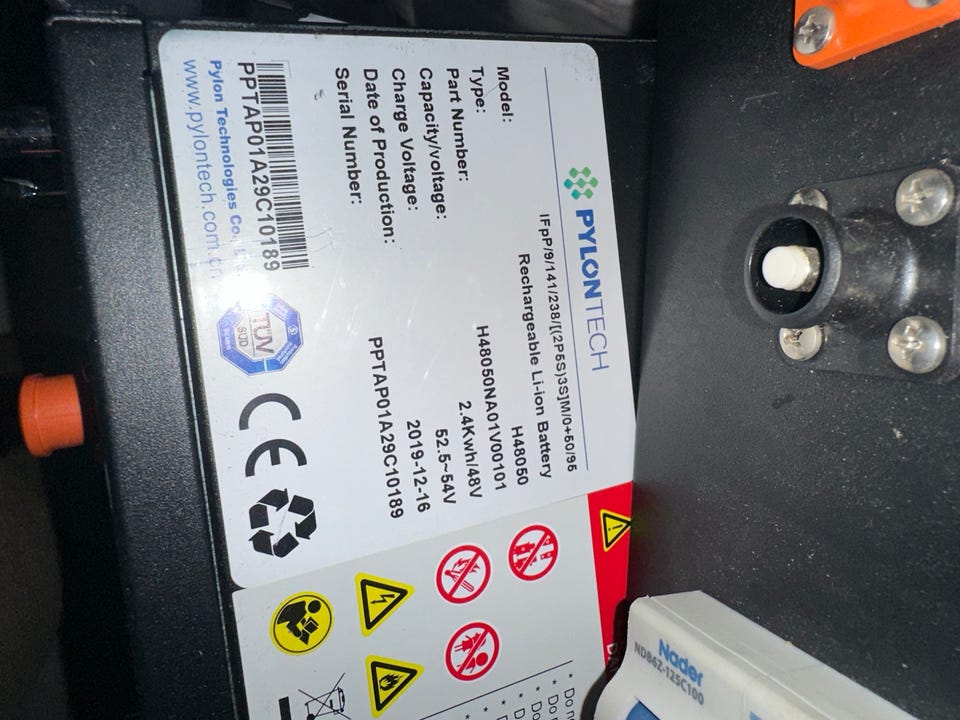 PYLONTECH
IFpP/9/141/238/[(2P5S)3S]M/0+50/95
Rechargeable Li-ion Battery
Model: H48050
Type: H48050NA01V00101
Part Number: 2.4Kwh/48V
Capacity/voltage: 52.5~54V
Charge Voltage: 2019-12-16
Date of Production: PPTAP01A29C10189
Serial Number:
PPTAP01A29C10189
Pylon Technologies Co.,
www.pylontech.com.cn
TÜV
SÜD
CE
Nader
NDB6Z-125C100